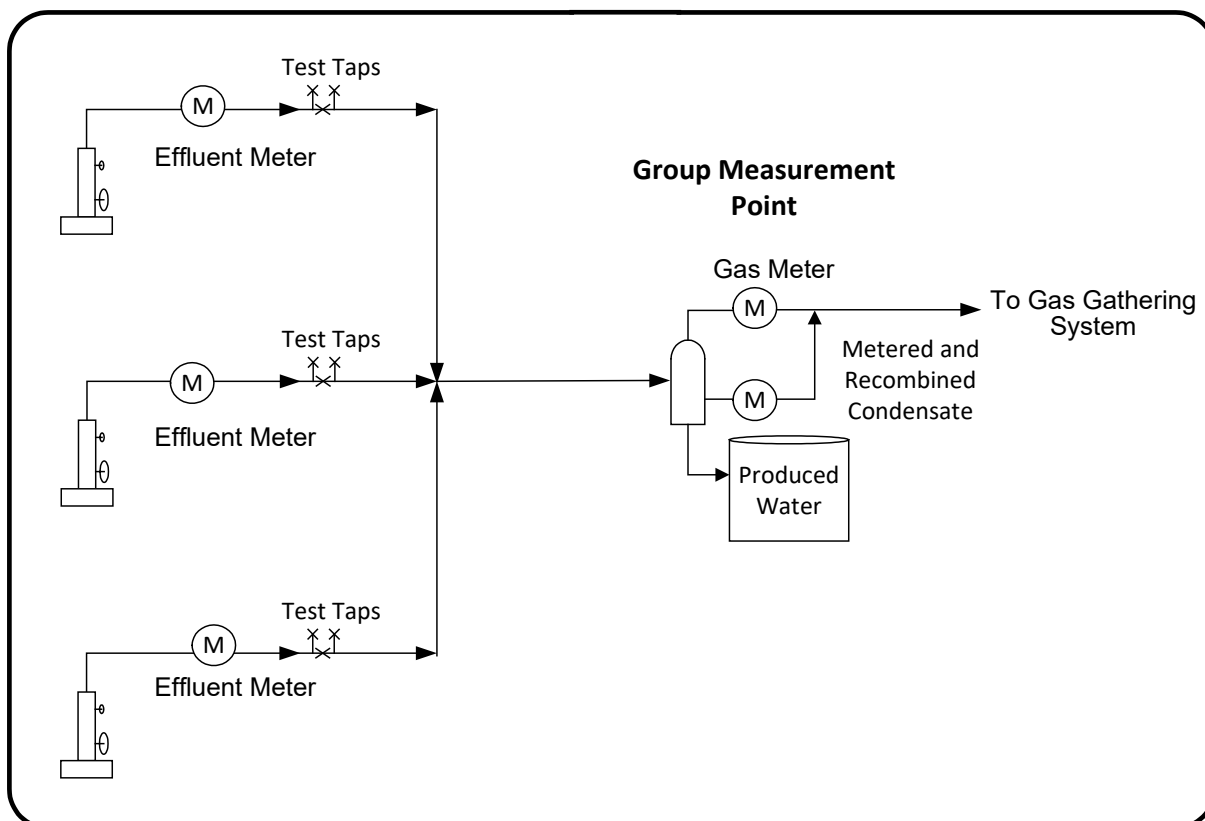 Test Taps
M
Effluent Meter
Group Measurement
Point
Gas Meter
M
To Gas Gathering
System
Test Taps
M
Effluent Meter
Metered and
Recombined
Condensate
M
Produced
Water
Test Taps
M
Effluent Meter